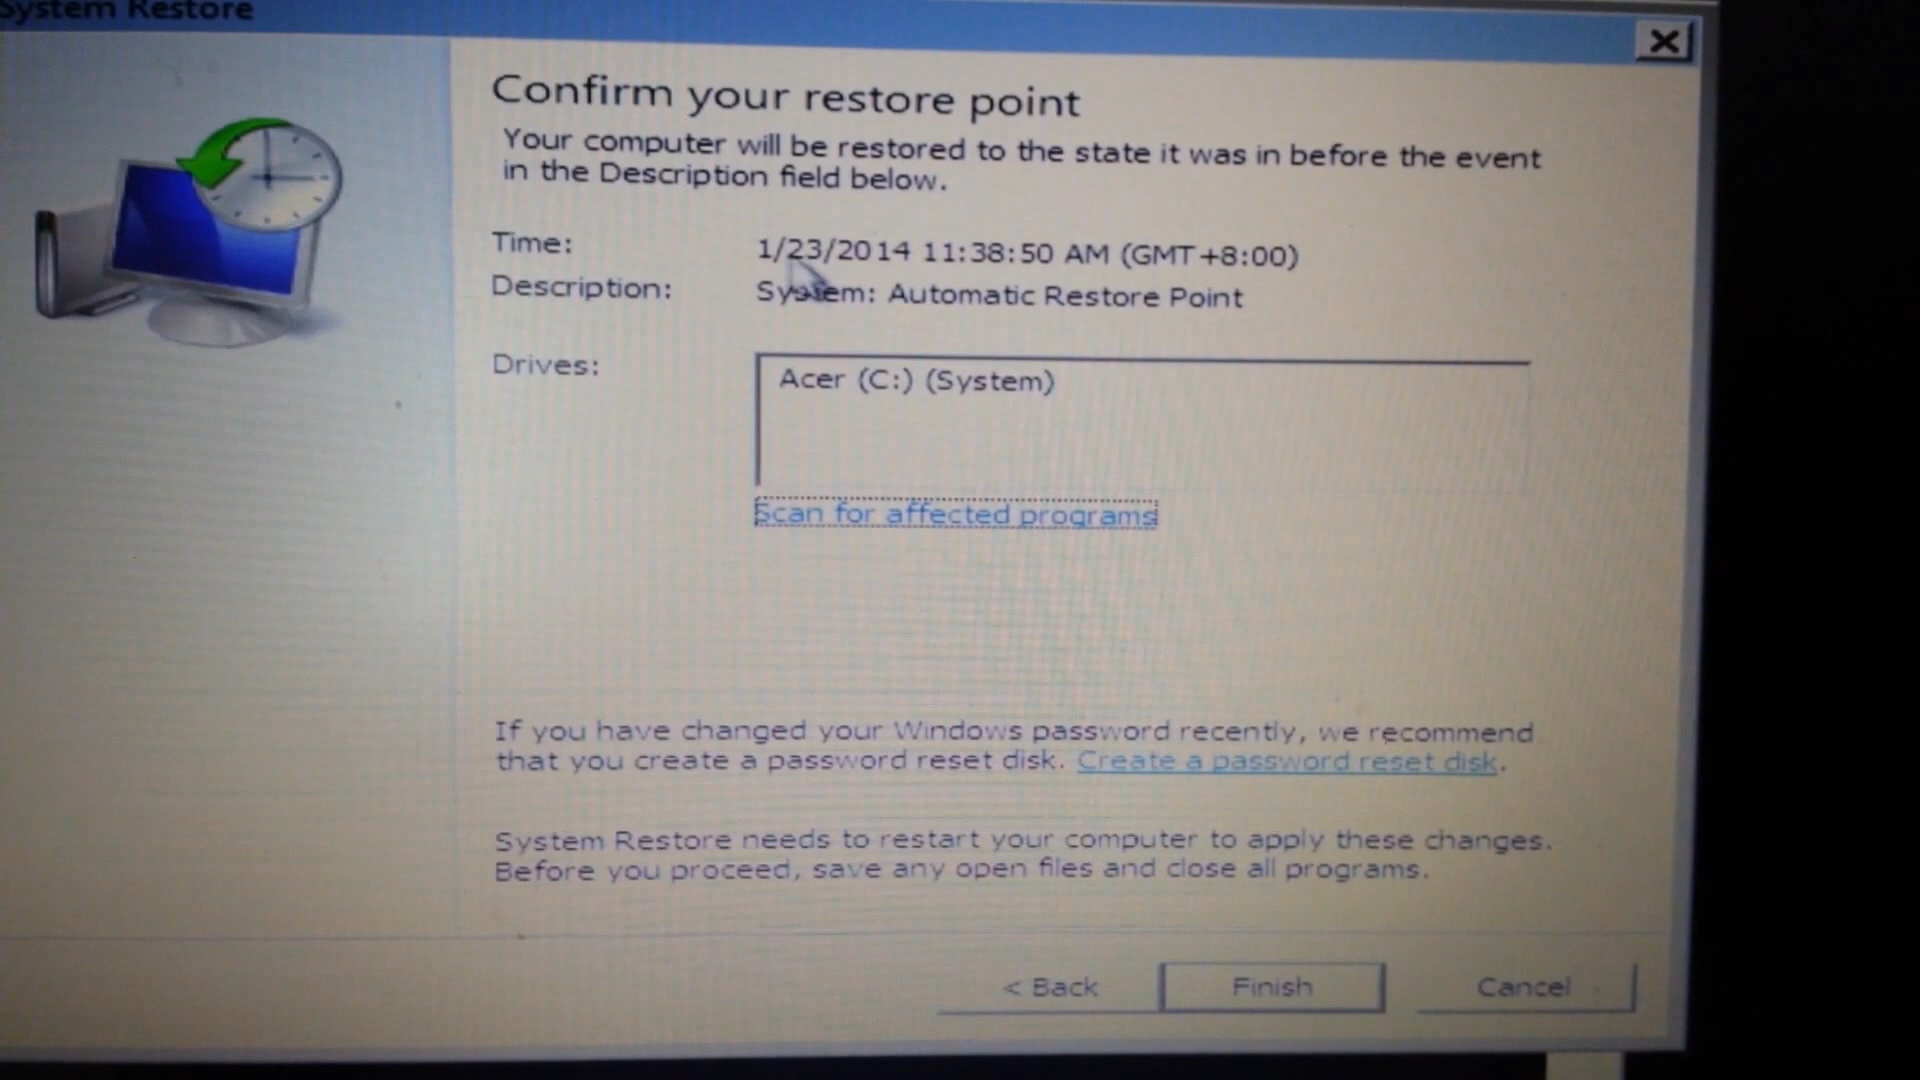 System Restore
Confirm your restore point
Your computer will be restored to the state it was in before the event
in the Description field below.
Time: 1/23/2014 11:38:50 AM (GMT+8:00)
Description: System: Automatic Restore Point
Drives: Acer (C:) (System)
Scan for affected programs
If you have changed your Windows password recently, we recommend
that you create a password reset disk. Create a password reset disk.
System Restore needs to restart your computer to apply these changes.
Before you proceed, save any open files and close all programs.
< Back Finish Cancel